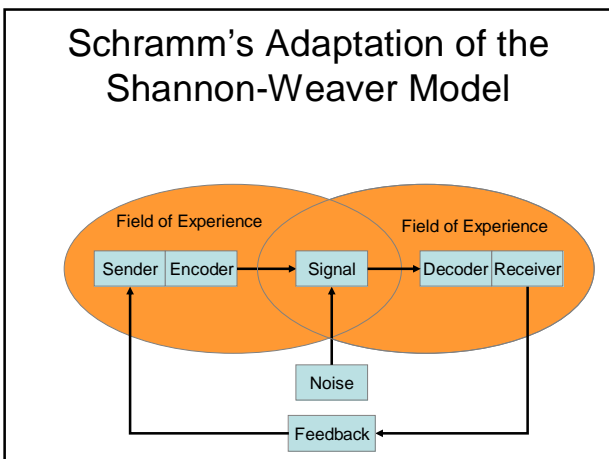 Schramm's Adaptation of the
Shannon-Weaver Model
Field of Experience
Field of Experience
Sender
Encoder
Signal
Decoder
Receiver
Noise
Feedback